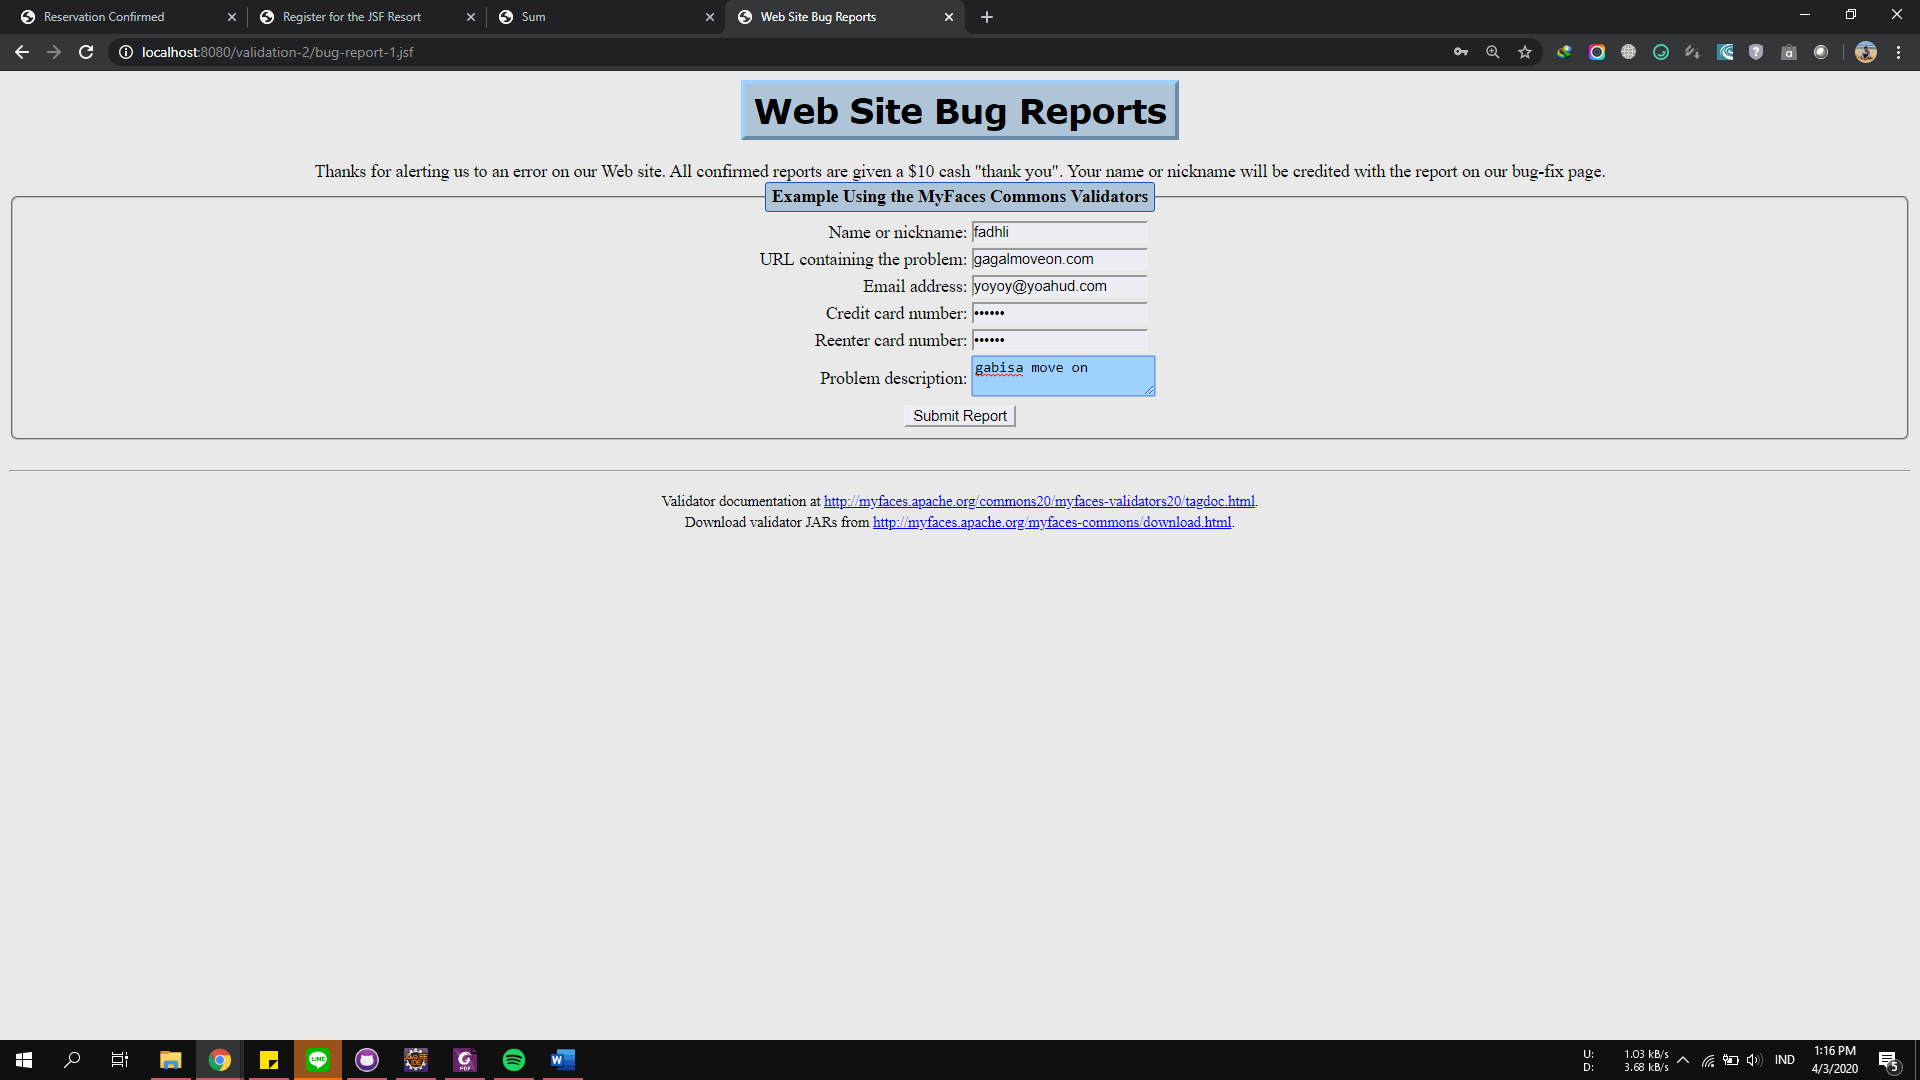 Reservation Confirmed
Register for the JSF Resort
Sum
Web Site Bug Reports
localhost:8080/validation-2/bug-report-1.jsf
Web Site Bug Reports
Thanks for alerting us to an error on our Web site. All confirmed reports are given a $10 cash "thank you". Your name or nickname will be credited with the report on our bug-fix page.
Example Using the MyFaces Commons Validators
Name or nickname: fadhli
URL containing the problem: gagalmoveon.com
Email address: yoyoy@yoahud.com
Credit card number: ••••••
Reenter card number: ••••••
Problem description: gabisa move on
Submit Report
Validator documentation at http://myfaces.apache.org/commons20/myfaces-validators20/tagdoc.html.
Download validator JARs from http://myfaces.apache.org/myfaces-commons/download.html.
U: 1.03 kB/s
D: 3.68 kB/s
IND
1:16 PM
4/3/2020
5